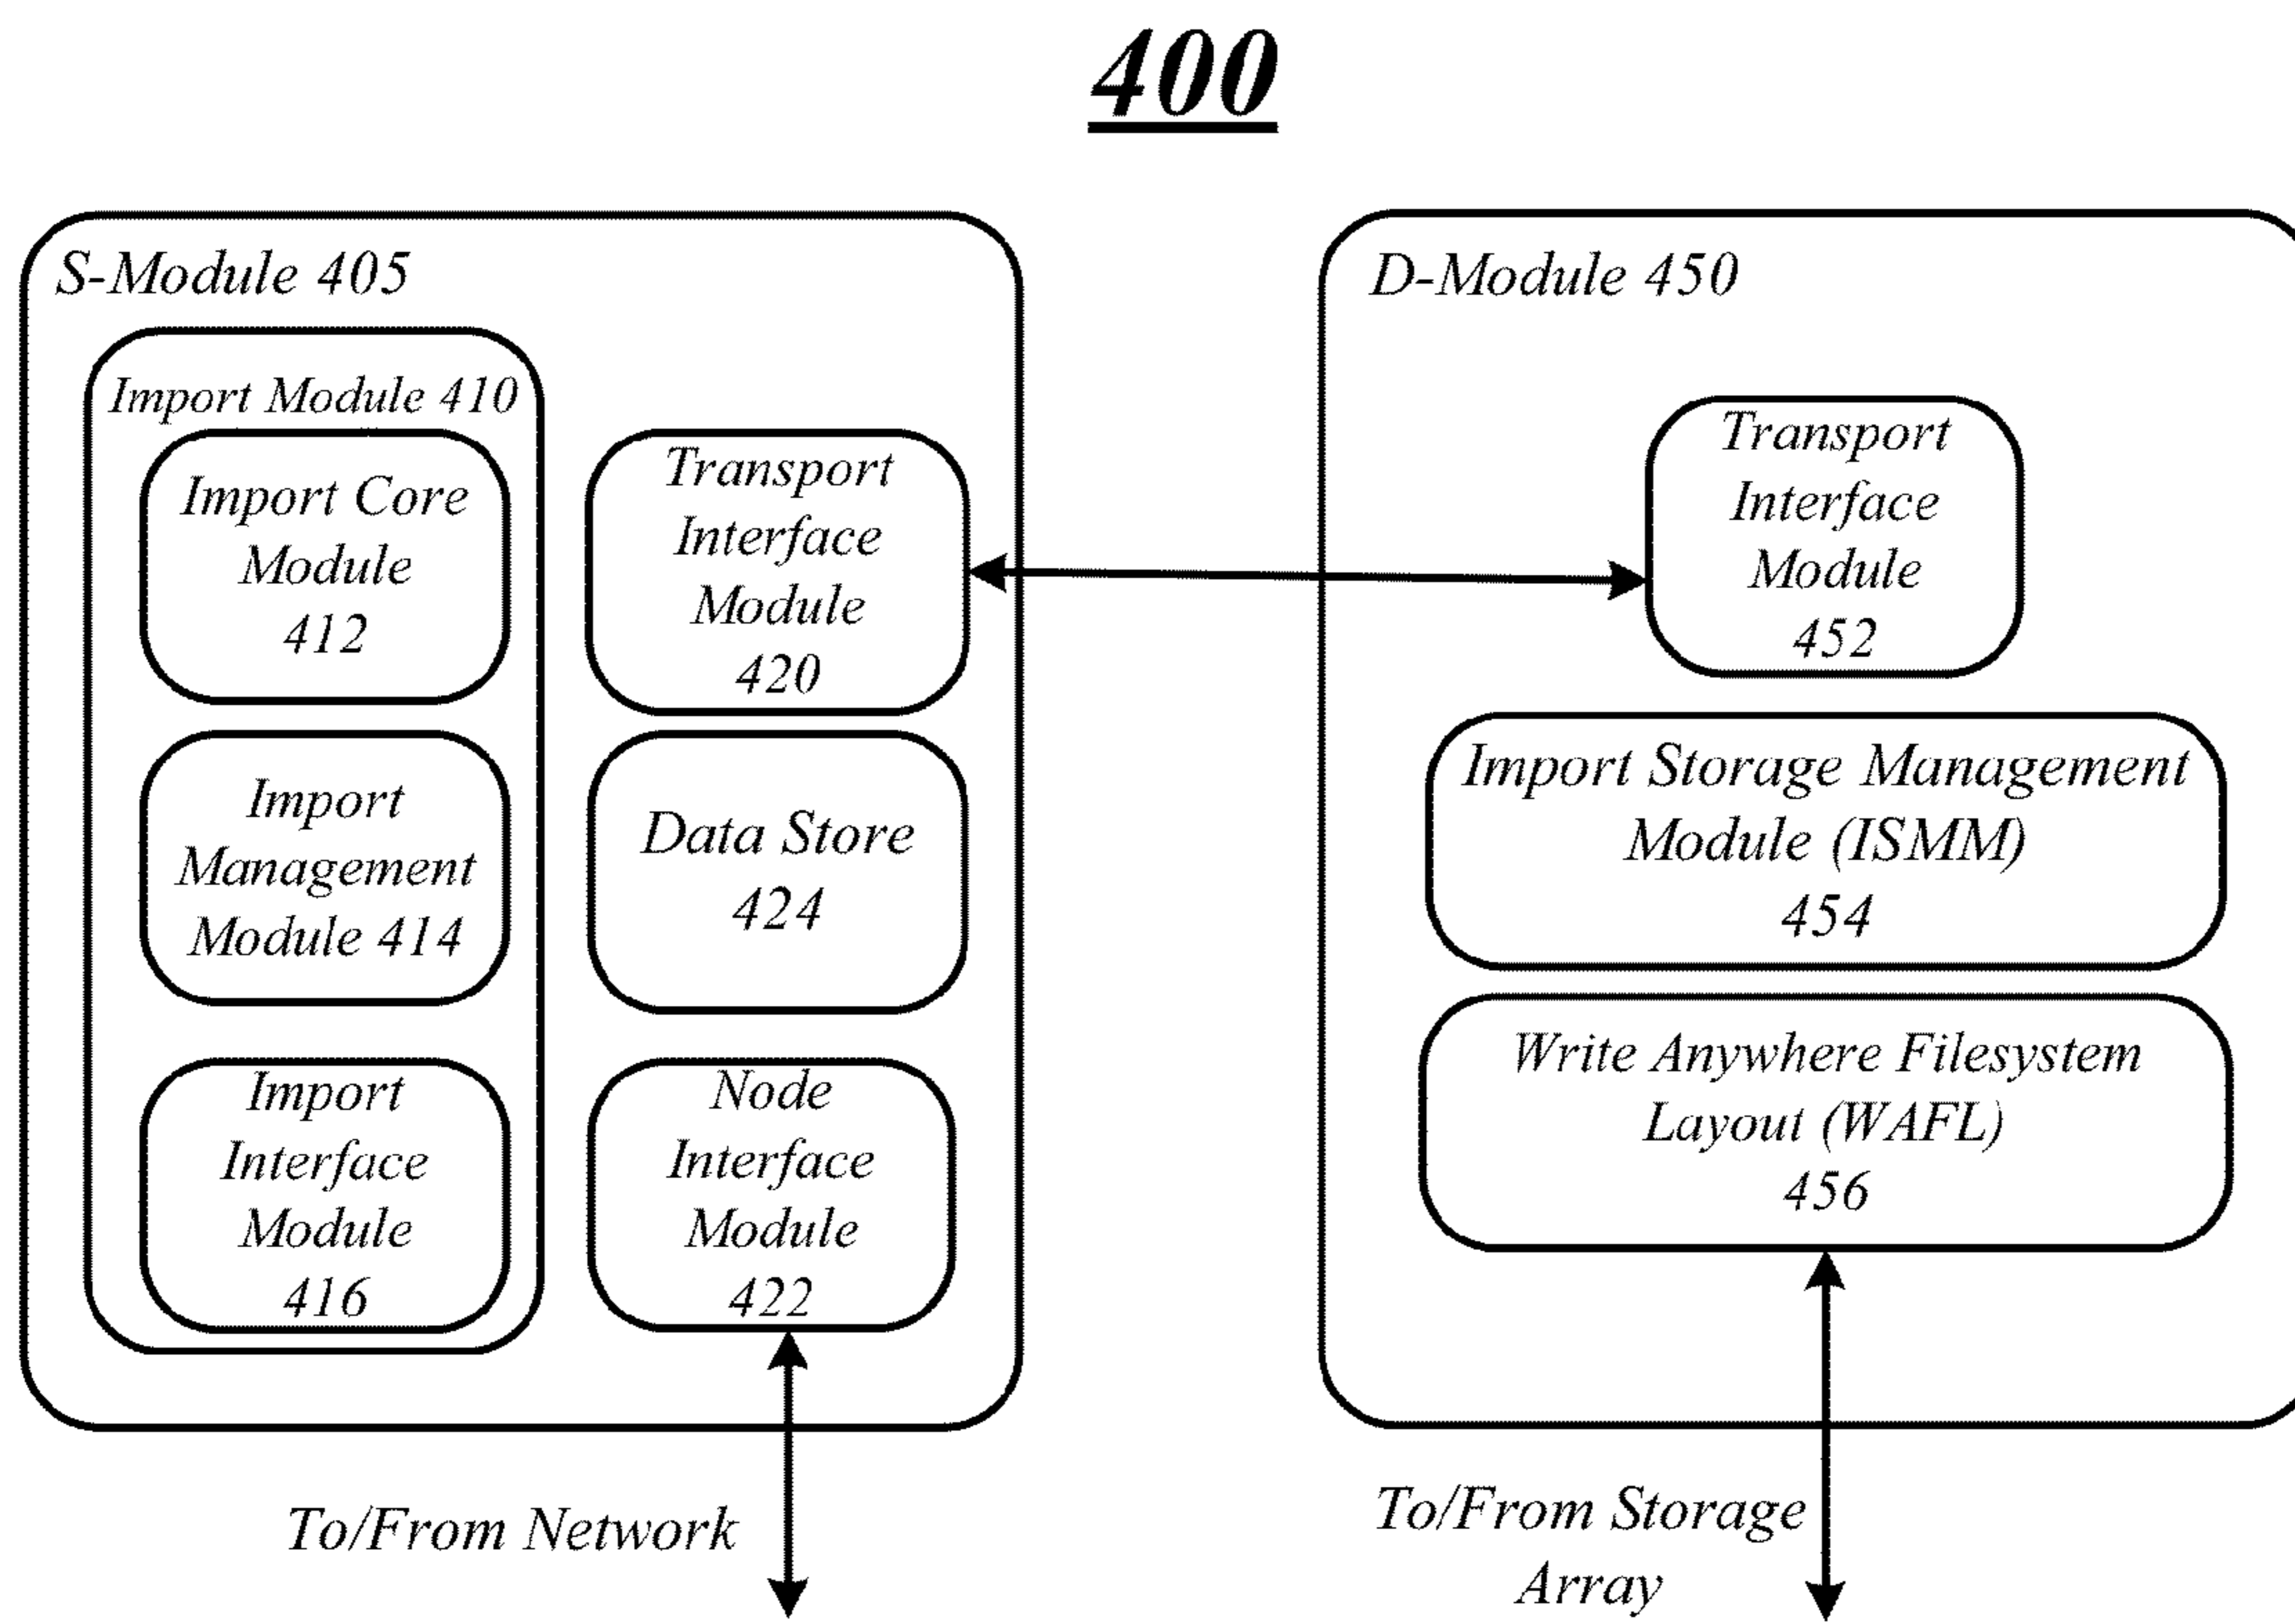 400
S-Module 405
Import Module 410
Import Core
Module
412
Import
Management
Module 414
Import
Interface
Module
416
Transport
Interface
Module
420
Data Store
424
Node
Interface
Module
422
To/From Network
D-Module 450
Transport
Interface
Module
452
Import Storage Management
Module (ISMM)
454
Write Anywhere Filesystem
Layout (WAFL)
456
To/From Storage
Array